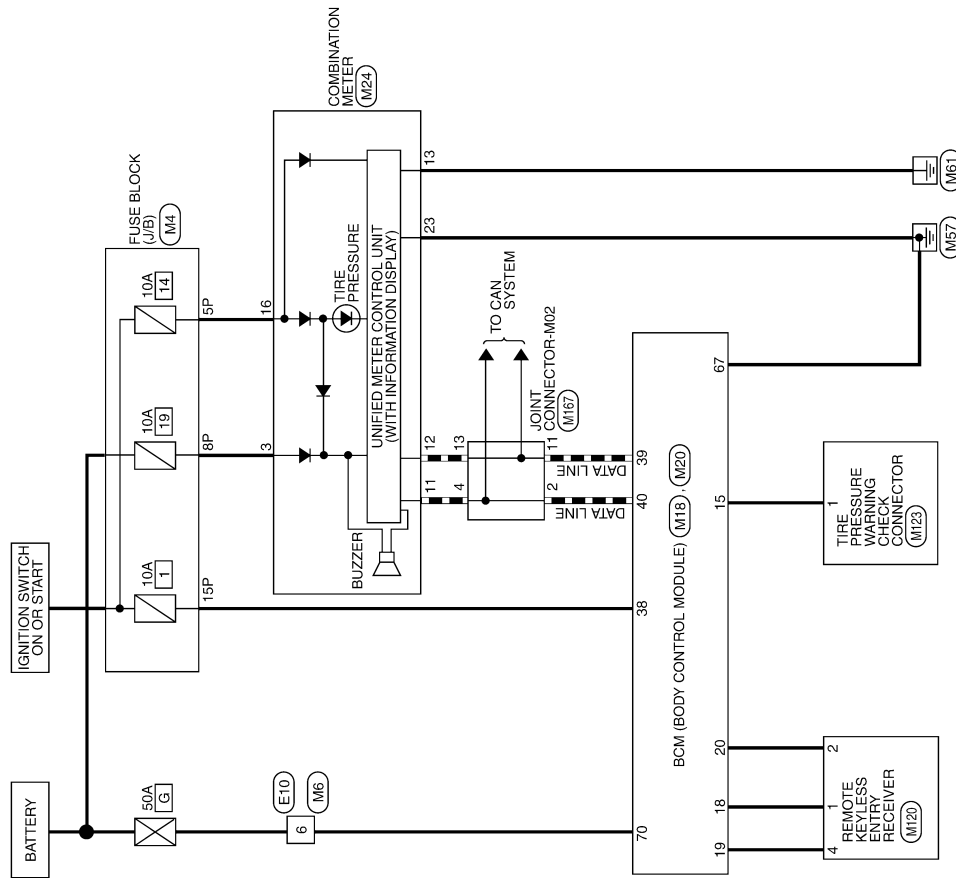 BATTERY
IGNITION SWITCH
ON OR START
50A
G
10A
1
10A
19
10A
14
FUSE BLOCK
(J/B)
M4
15P
8P
5P
E10
6
M6
3
16
COMBINATION
METER
M24
TIRE
PRESSURE
BUZZER
UNIFIED METER CONTROL UNIT
(WITH INFORMATION DISPLAY)
11
12
23
13
4
13
TO CAN
SYSTEM
JOINT
CONNECTOR-M02
M167
2
11
DATA LINE
DATA LINE
70
38
40
39
67
BCM (BODY CONTROL MODULE)
M18
,
M20
19
18
20
15
4
1
2
REMOTE
KEYLESS
ENTRY
RECEIVER
M120
1
TIRE
PRESSURE
WARNING
CHECK
CONNECTOR
M123
M57
M61